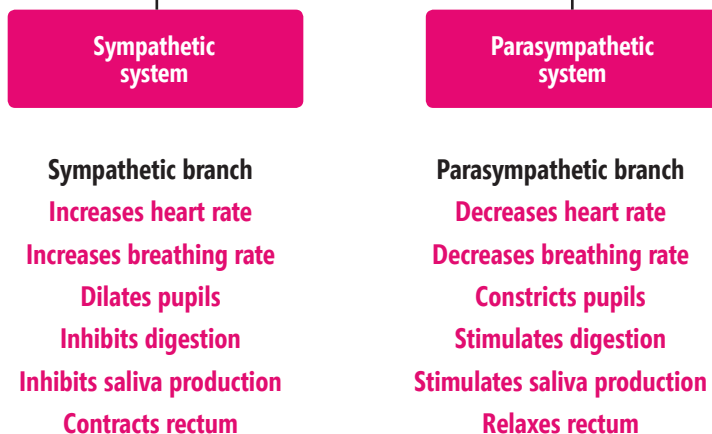 Sympathetic
system
Parasympathetic
system
Sympathetic branch
Increases heart rate
Increases breathing rate
Dilates pupils
Inhibits digestion
Inhibits saliva production
Contracts rectum
Parasympathetic branch
Decreases heart rate
Decreases breathing rate
Constricts pupils
Stimulates digestion
Stimulates saliva production
Relaxes rectum